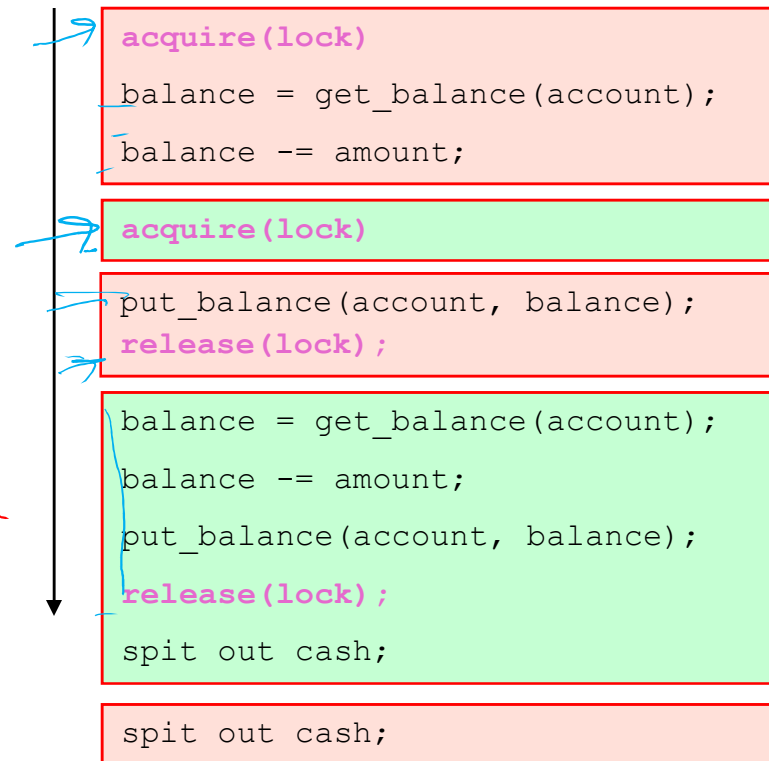 acquire(lock)
balance = get_balance(account);
balance -= amount;
acquire(lock)
put_balance(account, balance);
release(lock);
balance = get_balance(account);
balance -= amount;
put_balance(account, balance);
release(lock);
spit out cash;
spit out cash;